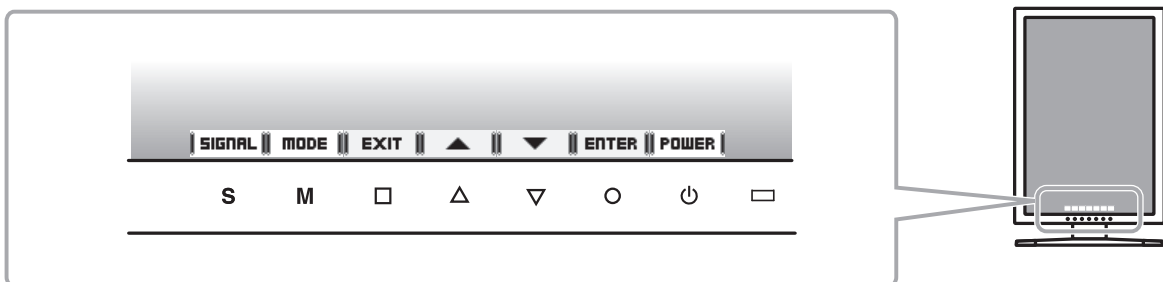 SIGNAL MODE EXIT ▲ ▼ ENTER POWER
S M □ △ ▽ ○ ⏻ ▭